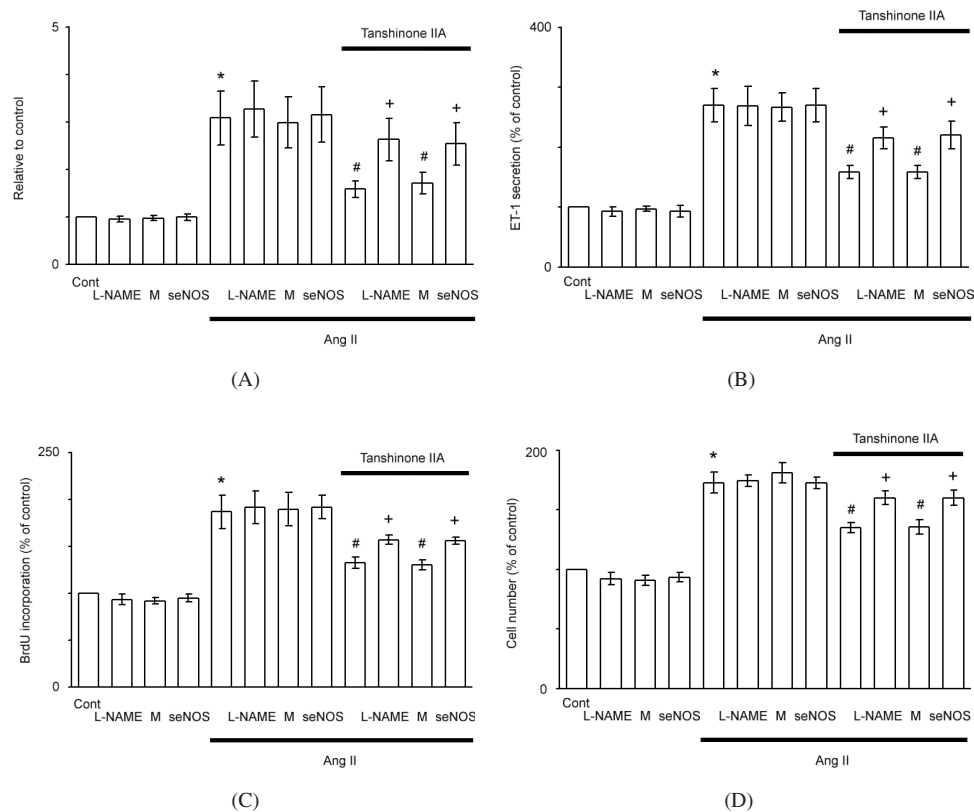 5
Tanshinone IIA
*
+
+
#
#
Relative to control
0
Cont
L-NAME M seNOS L-NAME M seNOS L-NAME M seNOS
Ang II
(A)
400
Tanshinone IIA
*
+
+
#
#
ET-1 secretion (% of control)
0
Cont
L-NAME M seNOS L-NAME M seNOS L-NAME M seNOS
Ang II
(B)
250
Tanshinone IIA
*
+
+
#
#
BrdU incorporation (% of control)
0
Cont
L-NAME M seNOS L-NAME M seNOS L-NAME M seNOS
Ang II
(C)
200
Tanshinone IIA
*
+
+
#
#
Cell number (% of control)
0
Cont
L-NAME M seNOS L-NAME M seNOS L-NAME M seNOS
Ang II
(D)